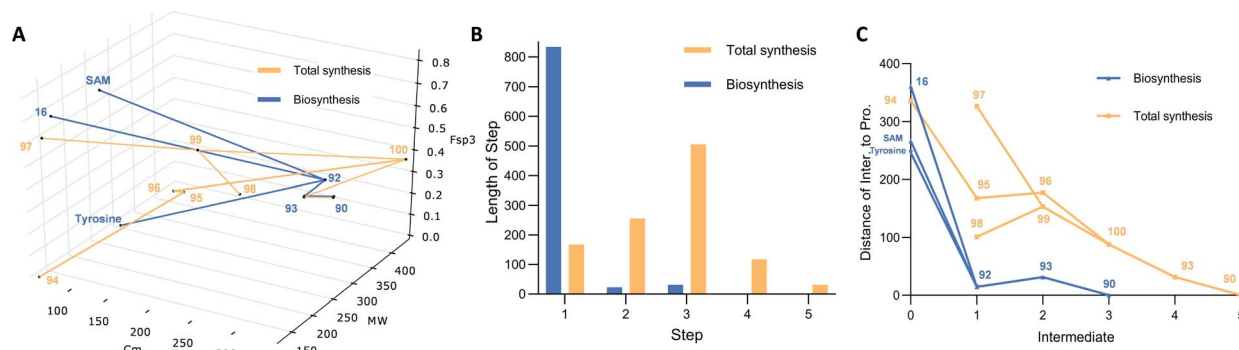 A
SAM
16
97
99
100
96
95
98
92
93
90
Tyrosine
94
Total synthesis
Biosynthesis
0.8
0.7
0.6
0.5
Fsp3
0.4
0.3
0.2
0.1
0.0
400
350
300
MW
250
200
150
100
150
200
250
Cm
B
Length of Step
800
700
600
500
400
300
200
100
0
1 2 3 4 5
Step
Total synthesis
Biosynthesis
C
Distance of Inter. to Pro.
400
300
200
100
0
0 1 2 3 4 5
Intermediate
Biosynthesis
Total synthesis
16
94
97
SAM
Tyrosine
95
96
98
99
100
92
93
90
93
90